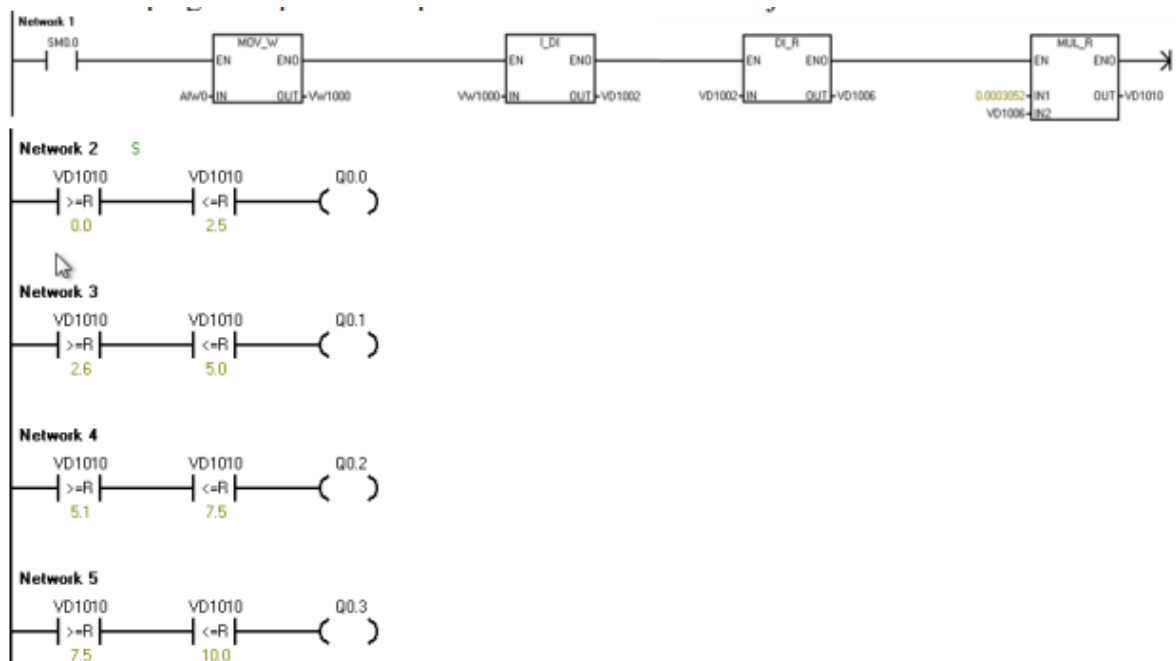 Network 1
SM0.0 MOV_W I_DI DI_R MUL_R
EN ENO EN ENO EN ENO EN ENO
AIW0 IN OUT VW1000 VW1000 IN OUT VD1002 VD1002 IN OUT VD1006 0.0003052 IN1 OUT VD1010
VD1006 IN2
Network 2 S
VD1010 VD1010 Q0.0
>=R <=R
0.0 2.5
Network 3
VD1010 VD1010 Q0.1
>=R <=R
2.6 5.0
Network 4
VD1010 VD1010 Q0.2
>=R <=R
5.1 7.5
Network 5
VD1010 VD1010 Q0.3
>=R <=R
7.5 10.0